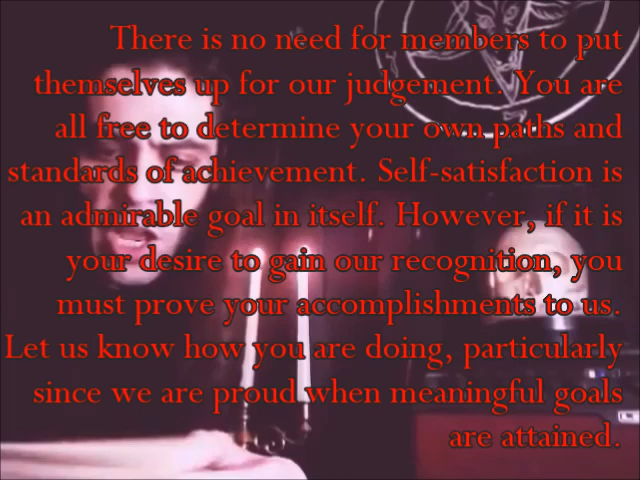 There is no need for members to put
themselves up for our judgement. You are
all free to determine your own paths and
standards of achievement. Self-satisfaction is
an admirable goal in itself. However, if it is
your desire to gain our recognition, you
must prove your accomplishments to us.
Let us know how you are doing, particularly
since we are proud when meaningful goals
are attained.